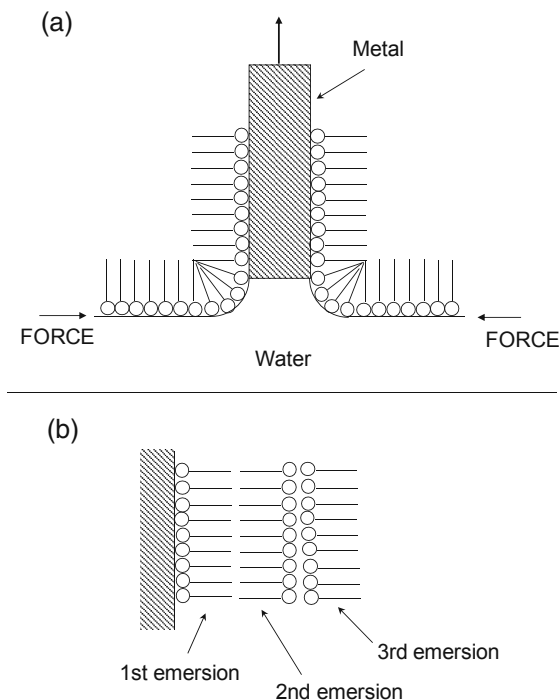 (a)
Metal
FORCE
FORCE
Water
(b)
1st emersion
2nd emersion
3rd emersion